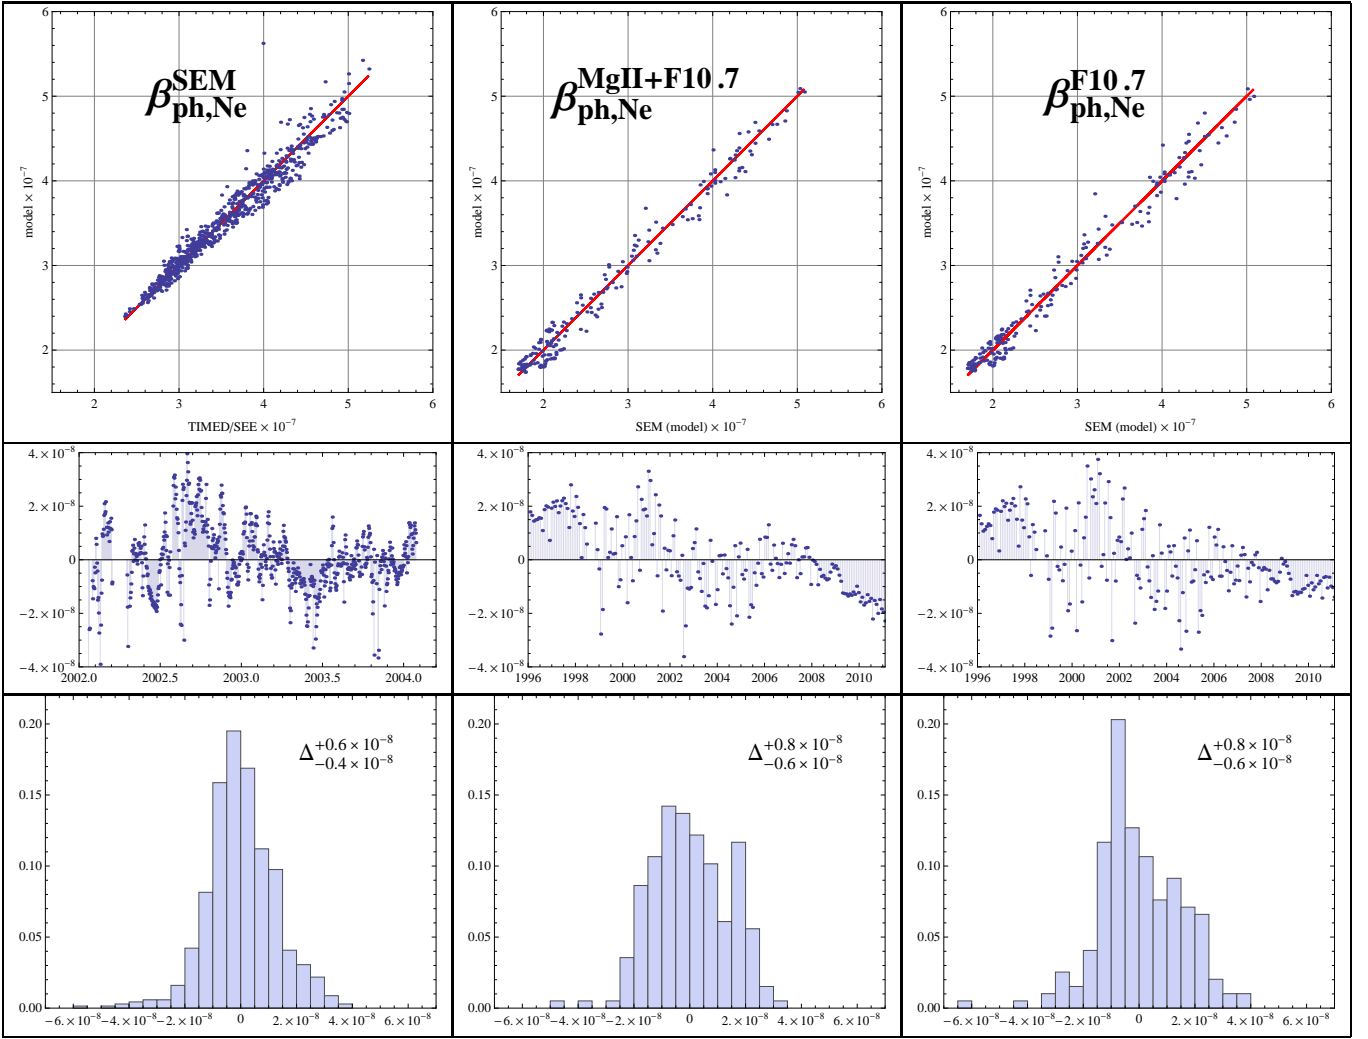 β ph,Ne SEM
model × 10⁻⁷
6
5
4
3
2
2 3 4 5 6
TIMED/SEE × 10⁻⁷
β ph,Ne MgII+F10 .7
model × 10⁻⁷
6
5
4
3
2
2 3 4 5 6
SEM (model) × 10⁻⁷
β ph,Ne F10 .7
model × 10⁻⁷
6
5
4
3
2
2 3 4 5 6
SEM (model) × 10⁻⁷
4. × 10⁻⁸
2. × 10⁻⁸
0
−2. × 10⁻⁸
−4. × 10⁻⁸
2002.0 2002.5 2003.0 2003.5 2004.0
4. × 10⁻⁸
2. × 10⁻⁸
0
−2. × 10⁻⁸
−4. × 10⁻⁸
1996 1998 2000 2002 2004 2006 2008 2010
4. × 10⁻⁸
2. × 10⁻⁸
0
−2. × 10⁻⁸
−4. × 10⁻⁸
1996 1998 2000 2002 2004 2006 2008 2010
0.20
0.15
0.10
0.05
0.00
Δ +0.6 × 10⁻⁸
−0.4 × 10⁻⁸
−6. × 10⁻⁸ −4. × 10⁻⁸ −2. × 10⁻⁸ 0 2. × 10⁻⁸ 4. × 10⁻⁸ 6. × 10⁻⁸
0.20
0.15
0.10
0.05
0.00
Δ +0.8 × 10⁻⁸
−0.6 × 10⁻⁸
−6. × 10⁻⁸ −4. × 10⁻⁸ −2. × 10⁻⁸ 0 2. × 10⁻⁸ 4. × 10⁻⁸ 6. × 10⁻⁸
0.20
0.15
0.10
0.05
0.00
Δ +0.8 × 10⁻⁸
−0.6 × 10⁻⁸
−6. × 10⁻⁸ −4. × 10⁻⁸ −2. × 10⁻⁸ 0 2. × 10⁻⁸ 4. × 10⁻⁸ 6. × 10⁻⁸